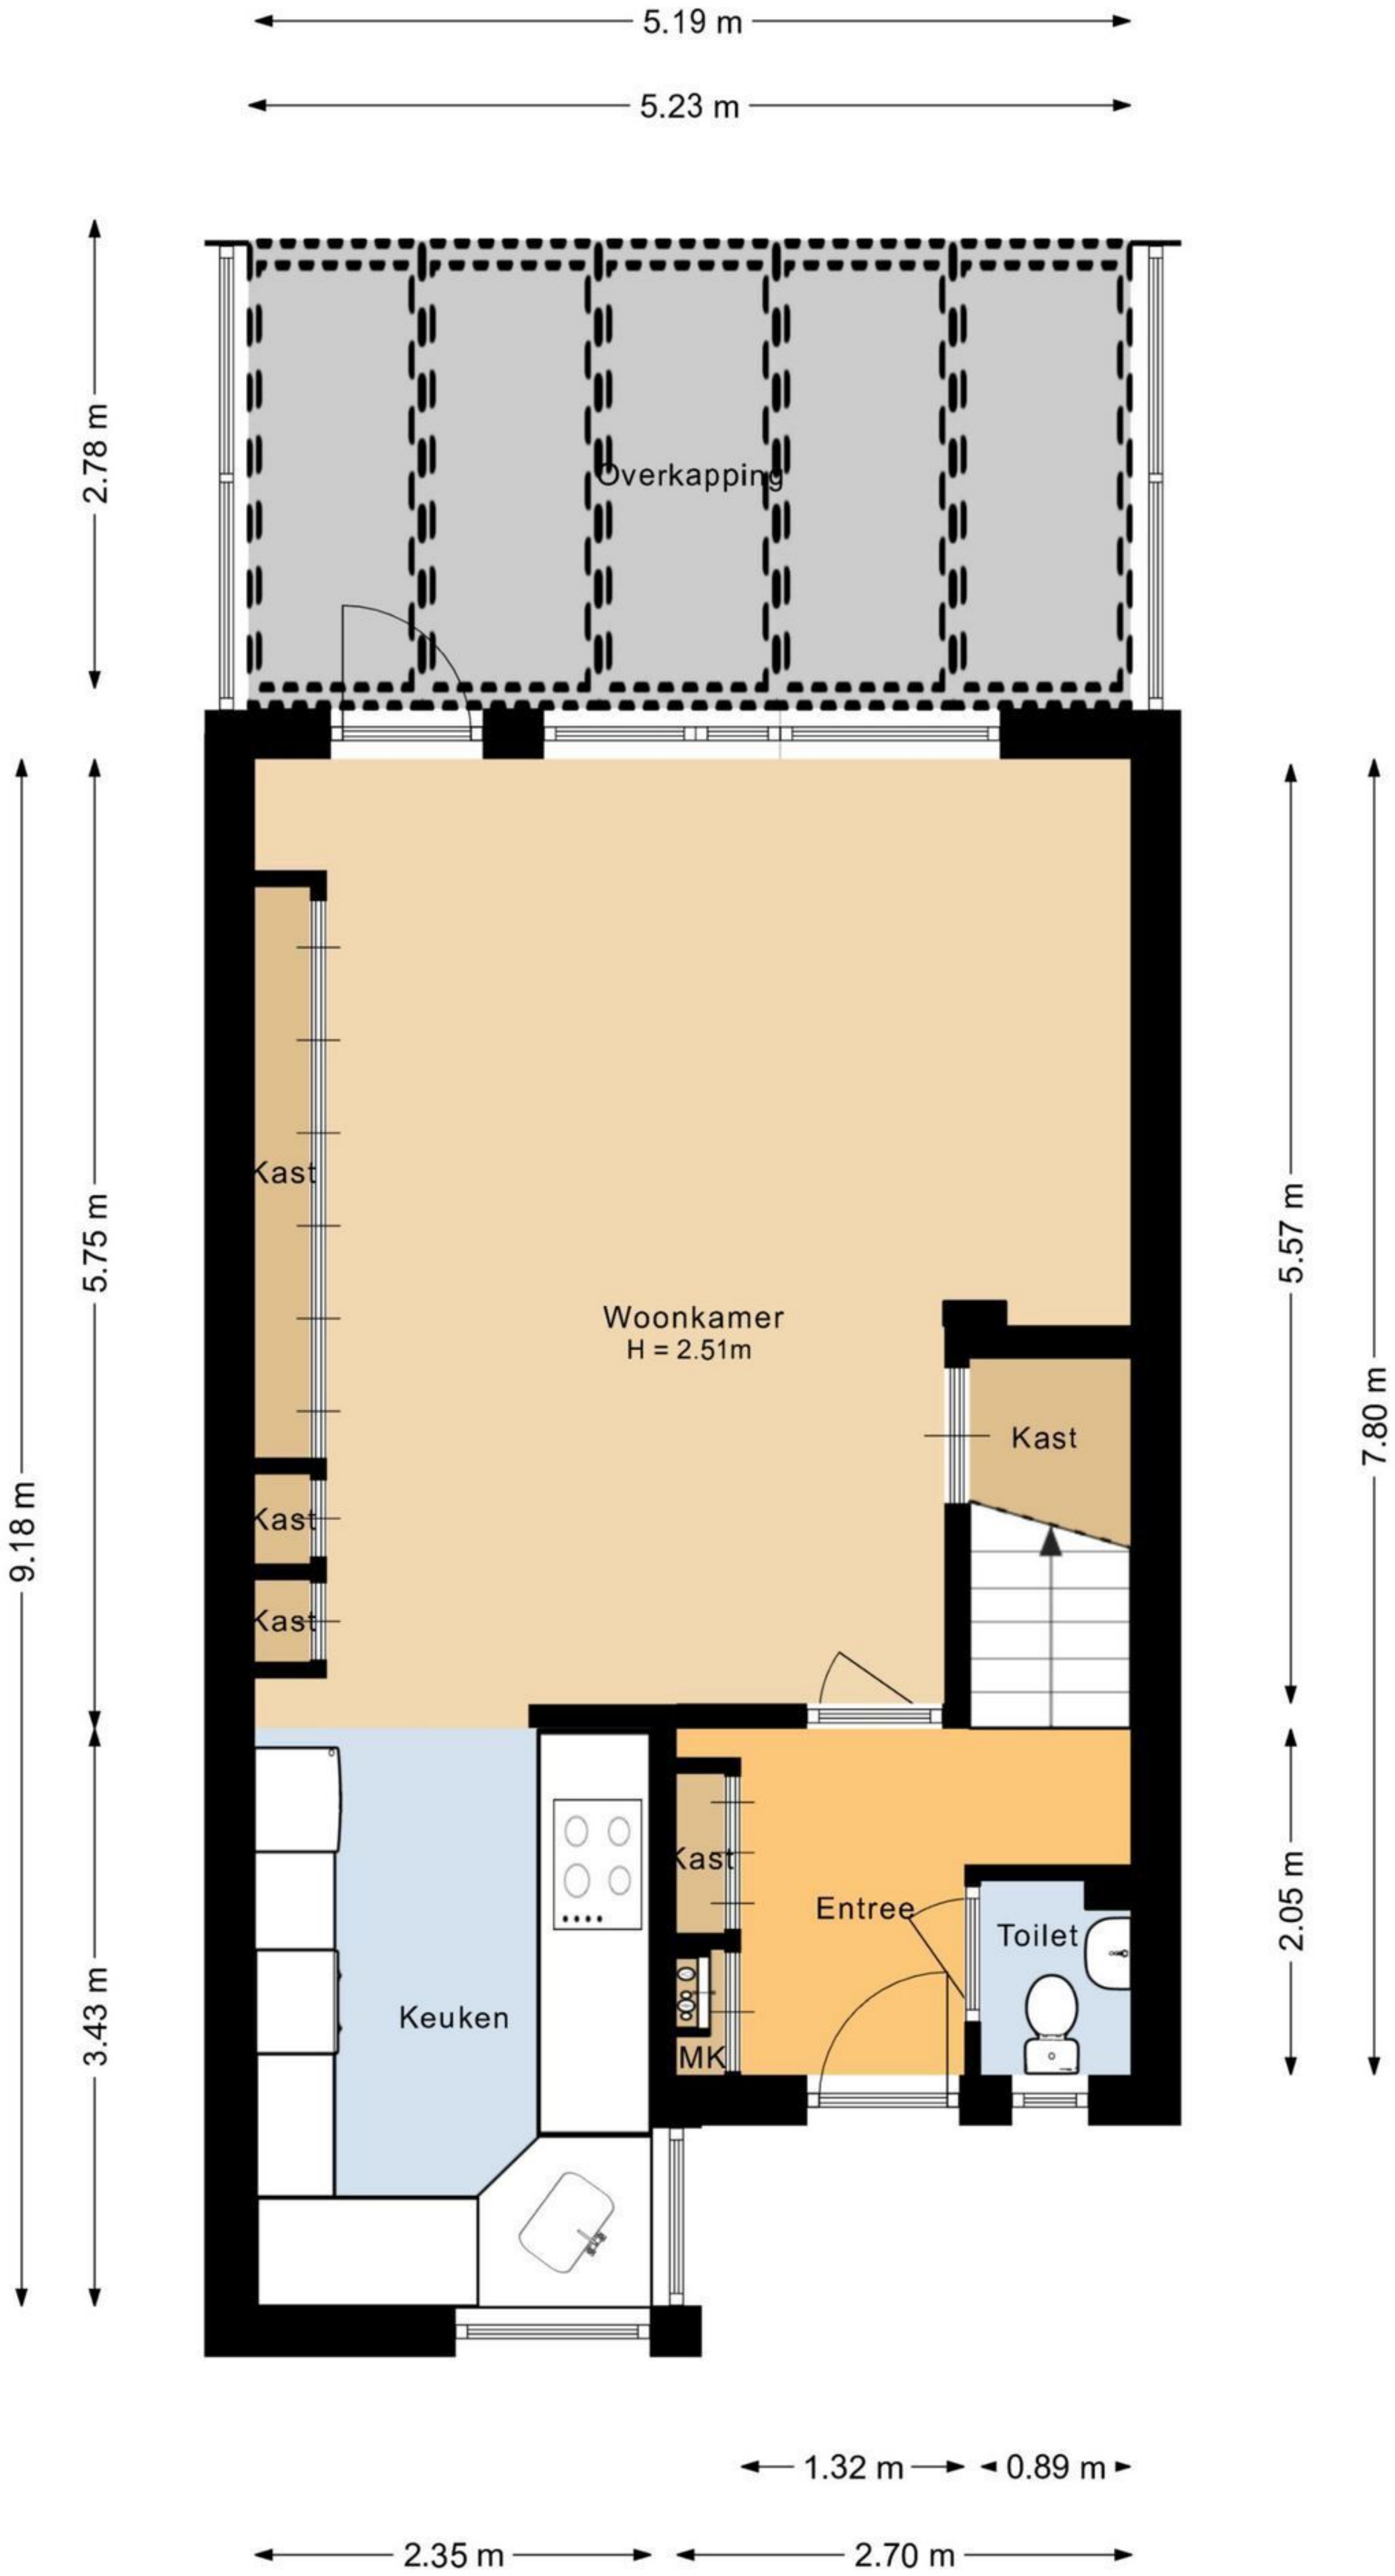 5.19 m
5.23 m
2.78 m
Overkapping
5.75 m
9.18 m
Kast
5.57 m
7.80 m
Woonkamer
H = 2.51m
Kast
Kast
Kast
Kast
Entree
Toilet
2.05 m
3.43 m
Keuken
MK
1.32 m
0.89 m
2.35 m
2.70 m